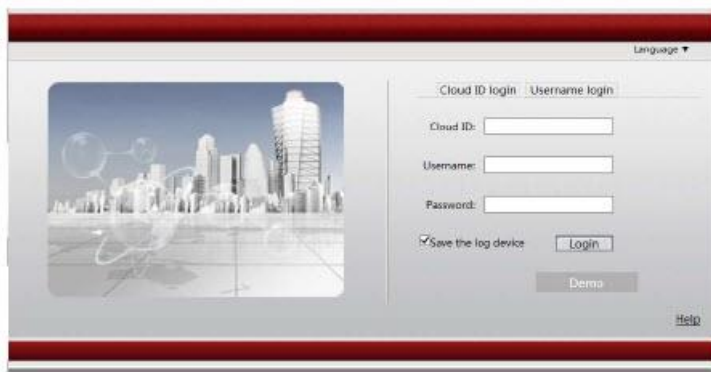 Language ▼
Cloud ID login Username login
Cloud ID:
Username:
Password:
Save the log device Login
Demo
Help